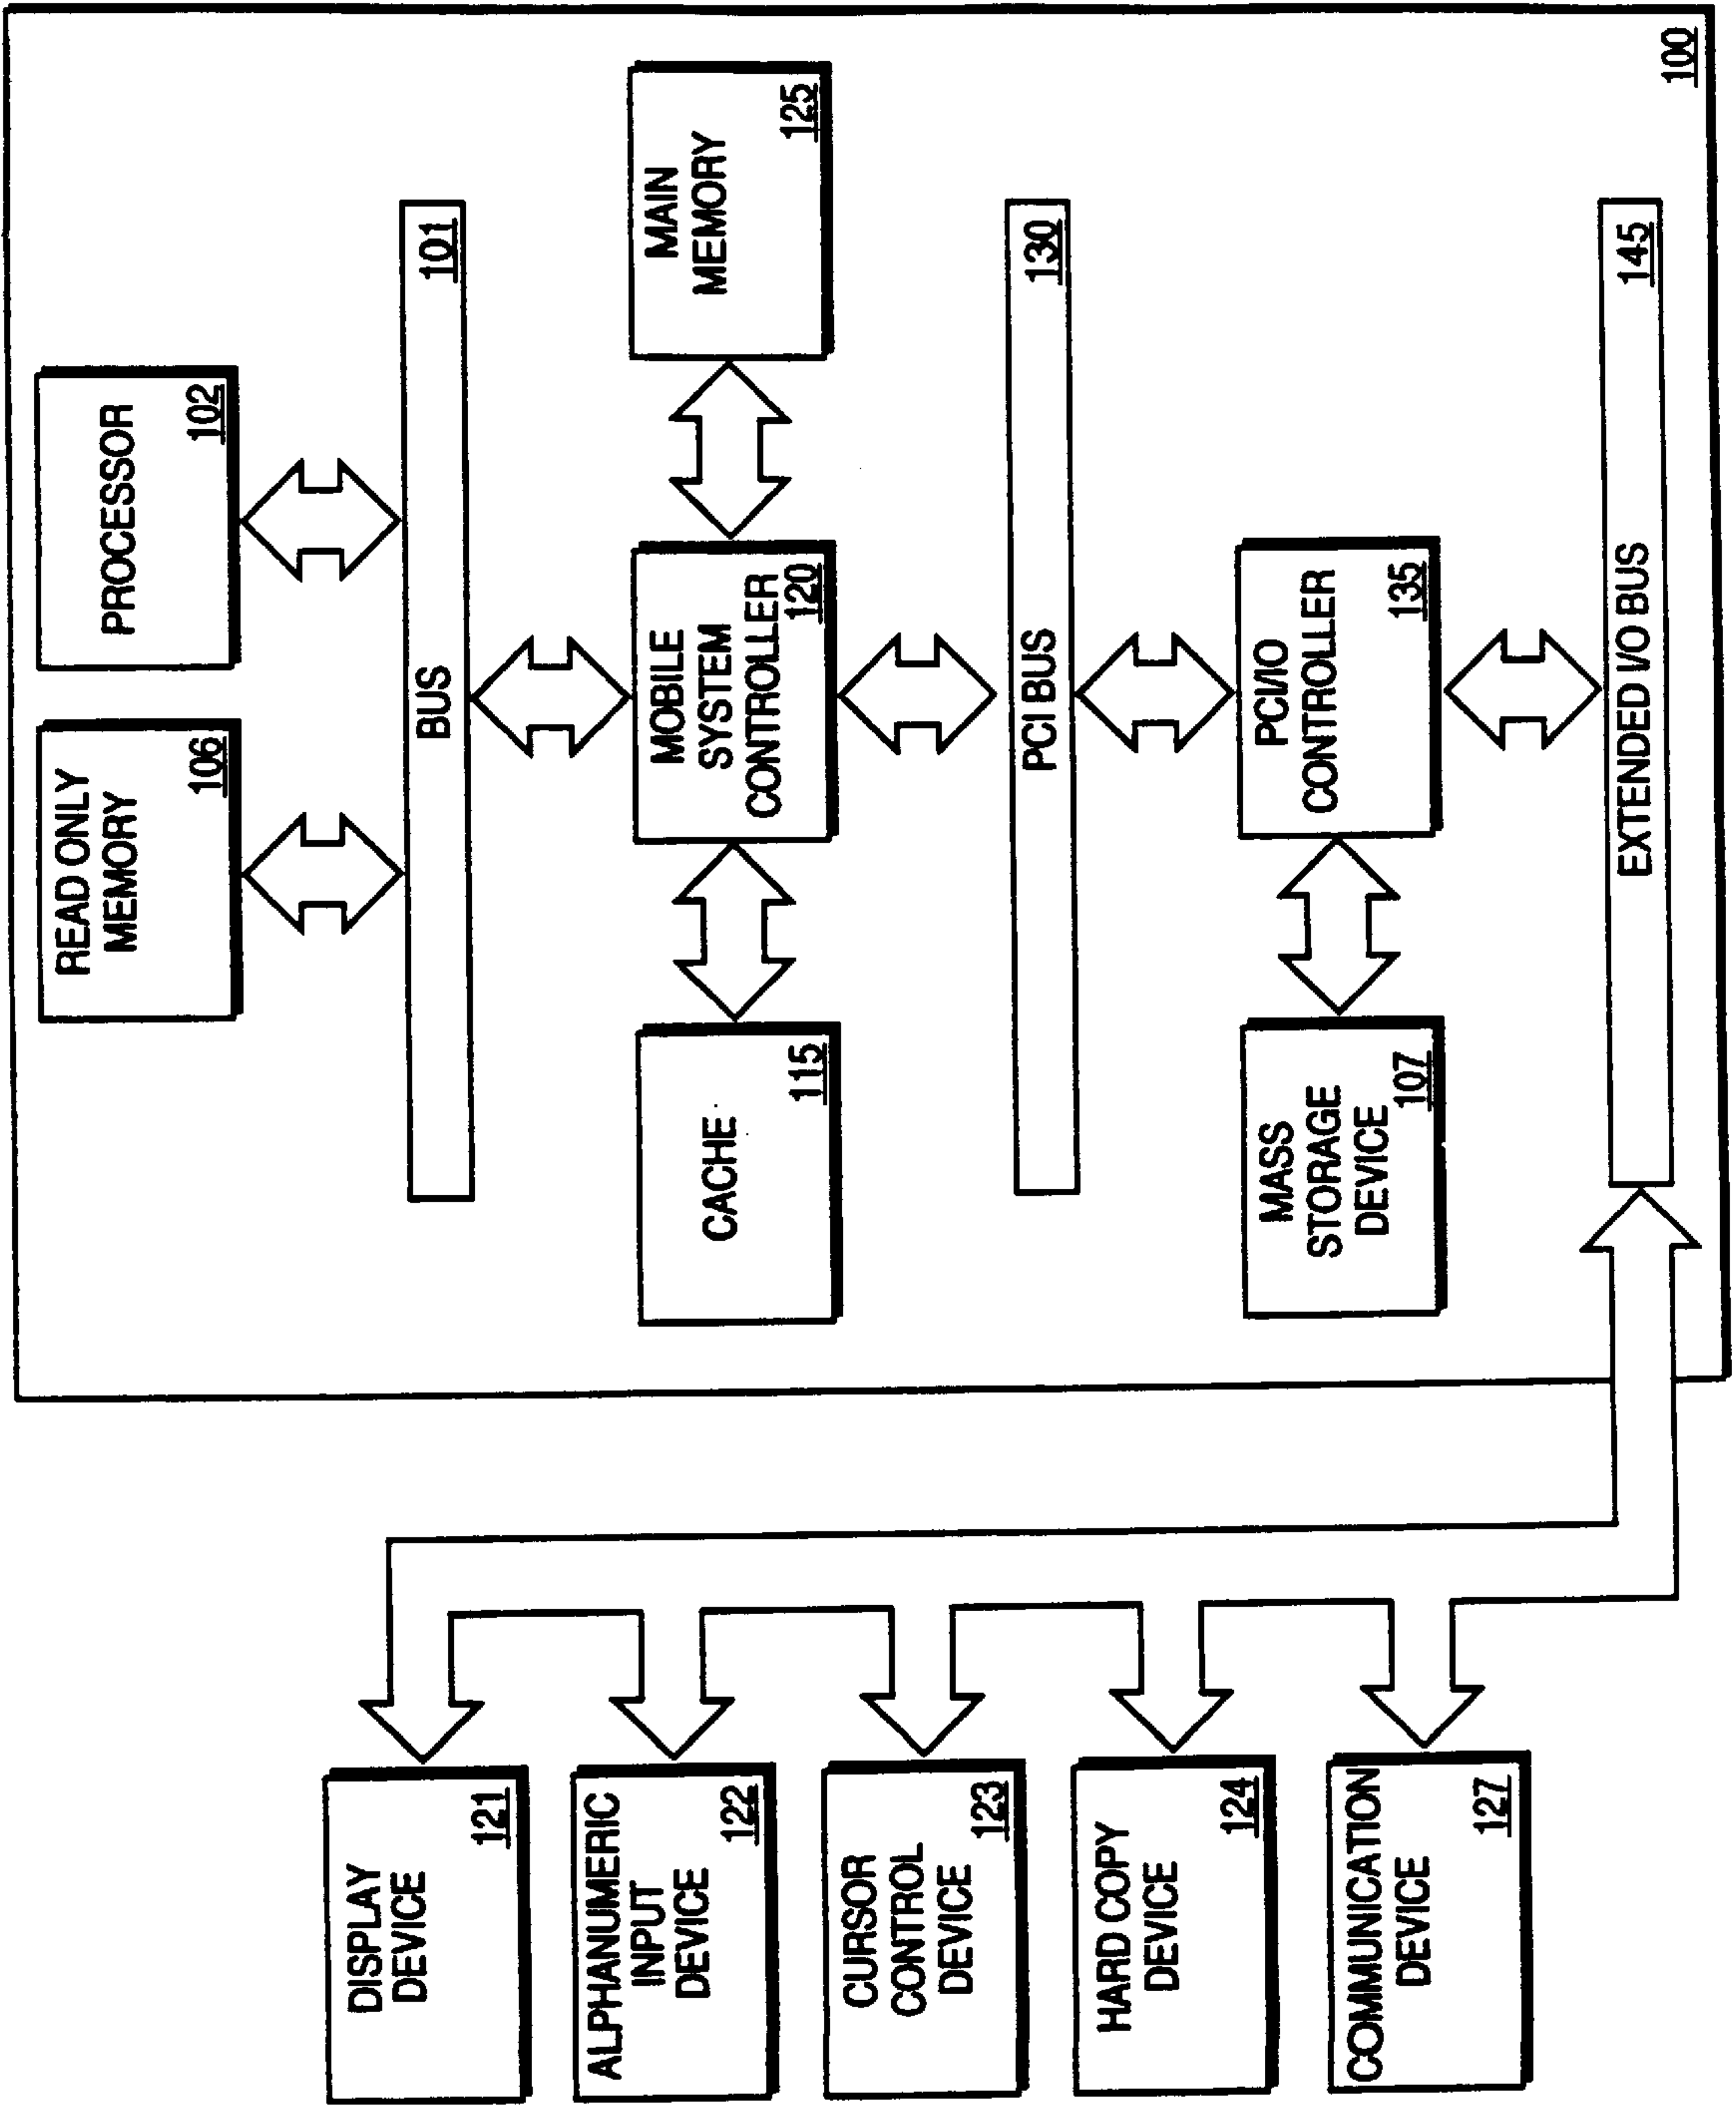 READ ONLY
MEMORY
106
PROCESSOR
102
BUS
101
CACHE
115
MOBILE
SYSTEM
CONTROLLER
120
MAIN
MEMORY
125
PCI BUS
130
MASS
STORAGE
DEVICE
107
PCI/IO
CONTROLLER
135
EXTENDED I/O BUS
145
100
DISPLAY
DEVICE
121
ALPHANUMERIC
INPUT
DEVICE
122
CURSOR
CONTROL
DEVICE
123
HARD COPY
DEVICE
124
COMMUNICATION
DEVICE
127